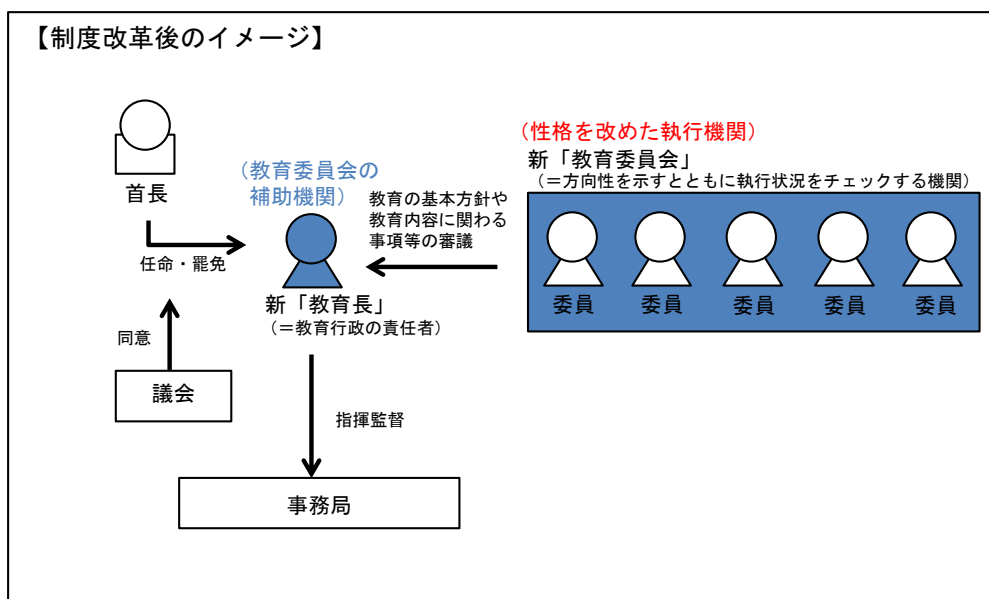 【制度改革後のイメージ】
首長
任命・罷免
同意
議会
（教育委員会の
補助機関）
新「教育長」
（＝教育行政の責任者）
教育の基本方針や
教育内容に関わる
事項等の審議
（性格を改めた執行機関）
新「教育委員会」
（＝方向性を示すとともに執行状況をチェックする機関）
委員 委員 委員 委員 委員
指揮監督
事務局